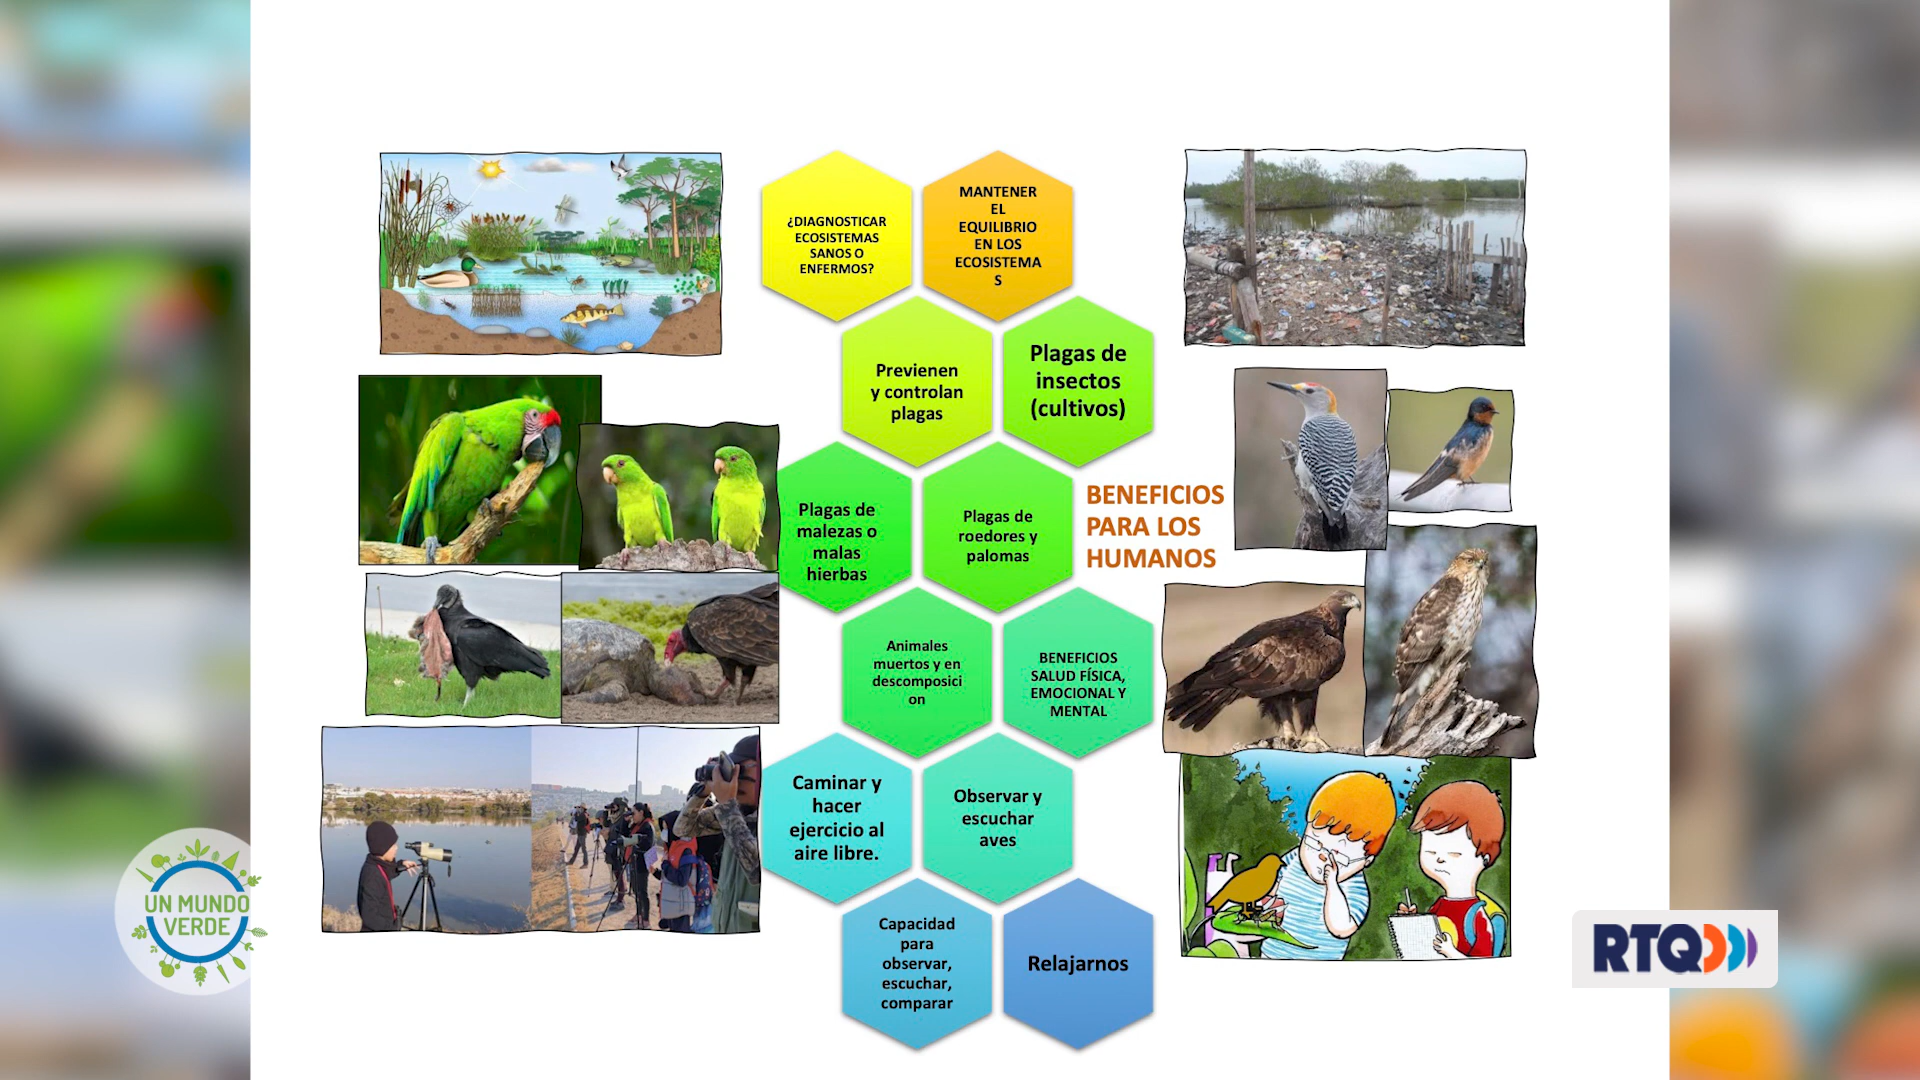 ¿DIAGNOSTICAR
ECOSISTEMAS
SANOS O
ENFERMOS?
MANTENER
EL
EQUILIBRIO
EN LOS
ECOSISTEMA
S
Previenen
y controlan
plagas
Plagas de
insectos
(cultivos)
Plagas de
malezas o
malas
hierbas
Plagas de
roedores y
palomas
BENEFICIOS
PARA LOS
HUMANOS
Animales
muertos y en
descomposici
on
BENEFICIOS
SALUD FÍSICA,
EMOCIONAL Y
MENTAL
Caminar y
hacer
ejercicio al
aire libre.
Observar y
escuchar
aves
Capacidad
para
observar,
escuchar,
comparar
Relajarnos
UN MUNDO
VERDE
RTQ